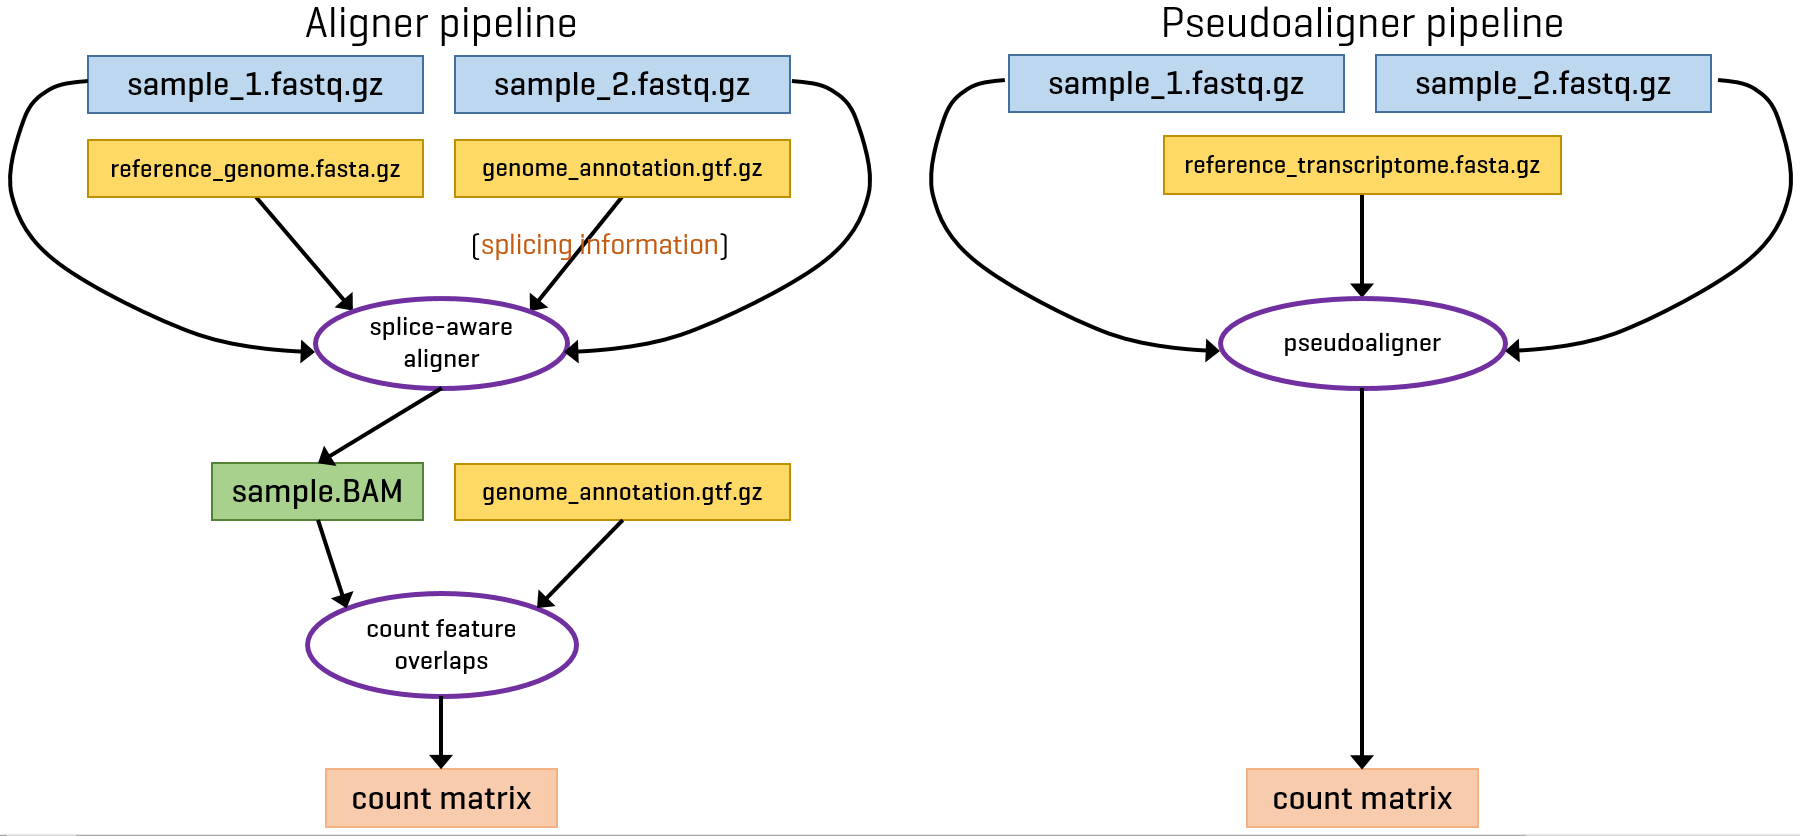 Aligner pipeline
sample_1.fastq.gz
sample_2.fastq.gz
reference_genome.fasta.gz
genome_annotation.gtf.gz
(splicing information)
splice-aware
aligner
sample.BAM
genome_annotation.gtf.gz
count feature
overlaps
count matrix
Pseudoaligner pipeline
sample_1.fastq.gz
sample_2.fastq.gz
reference_transcriptome.fasta.gz
pseudoaligner
count matrix